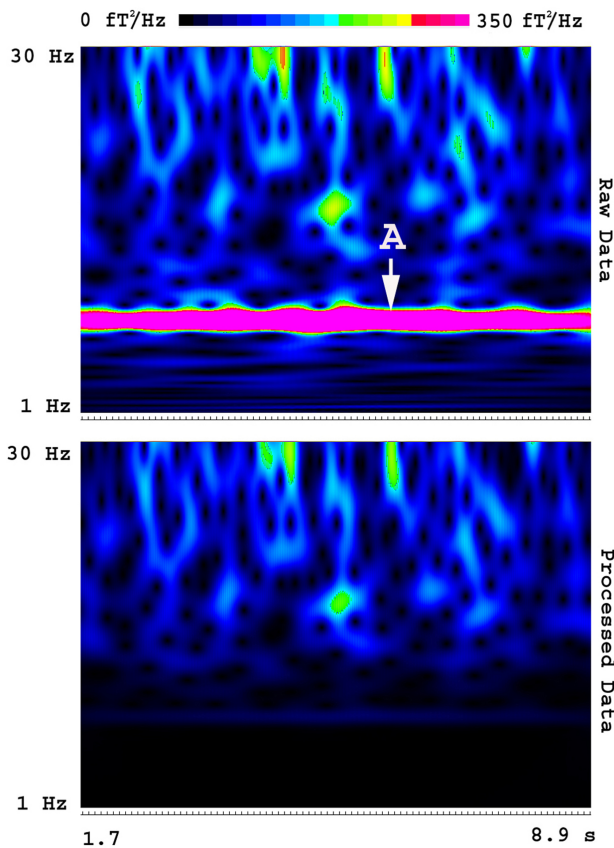 0 fT²/Hz 350 fT²/Hz
30 Hz
A
Raw Data
1 Hz
30 Hz
Processed Data
1 Hz
1.7 8.9 s